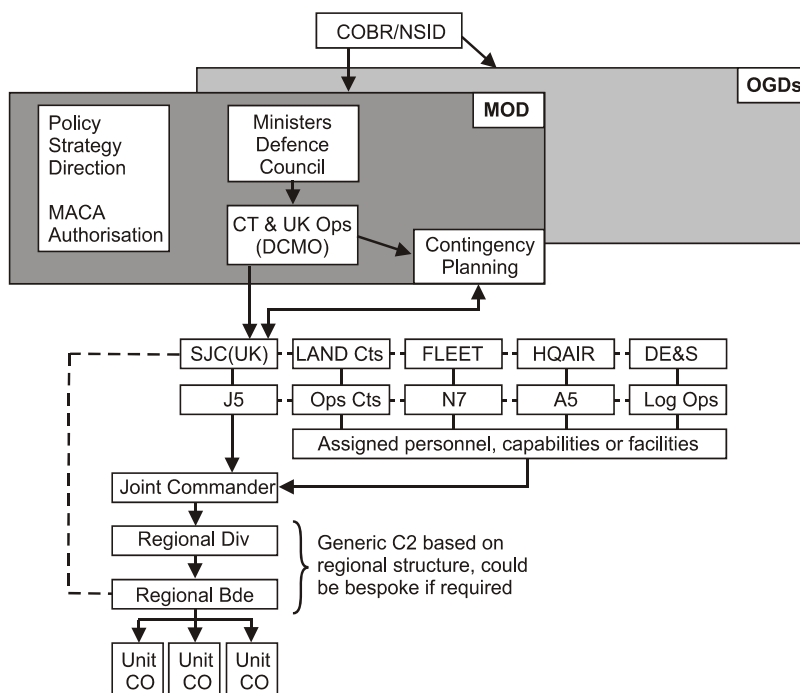 COBR/NSID
OGDs
MOD
Policy
Strategy
Direction
MACA
Authorisation
Ministers
Defence
Council
CT & UK Ops
(DCMO)
Contingency
Planning
SJC(UK)
LAND Cts
FLEET
HQAIR
DE&S
J5
Ops Cts
N7
A5
Log Ops
Assigned personnel, capabilities or facilities
Joint Commander
Regional Div
Generic C2 based on
regional structure, could
be bespoke if required
Regional Bde
Unit
CO
Unit
CO
Unit
CO